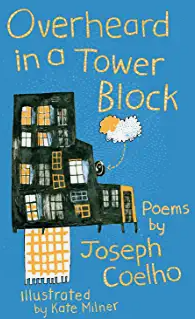 Overheard
in a Tower
Block
Poems
by
Joseph
Coelho
Illustrated
by Kate Milner